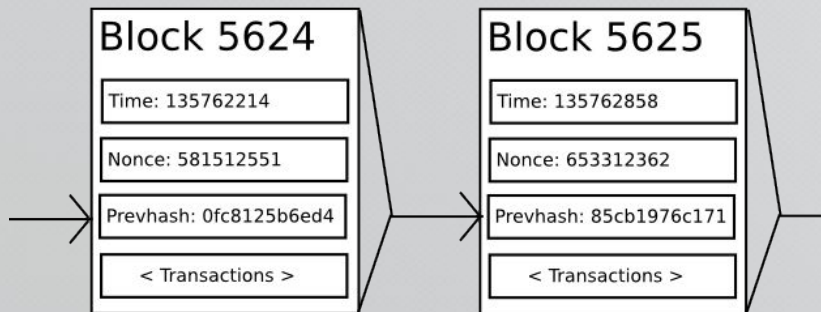 Block 5624
Time: 135762214
Nonce: 581512551
Prevhash: 0fc8125b6ed4
< Transactions >
Block 5625
Time: 135762858
Nonce: 653312362
Prevhash: 85cb1976c171
< Transactions >